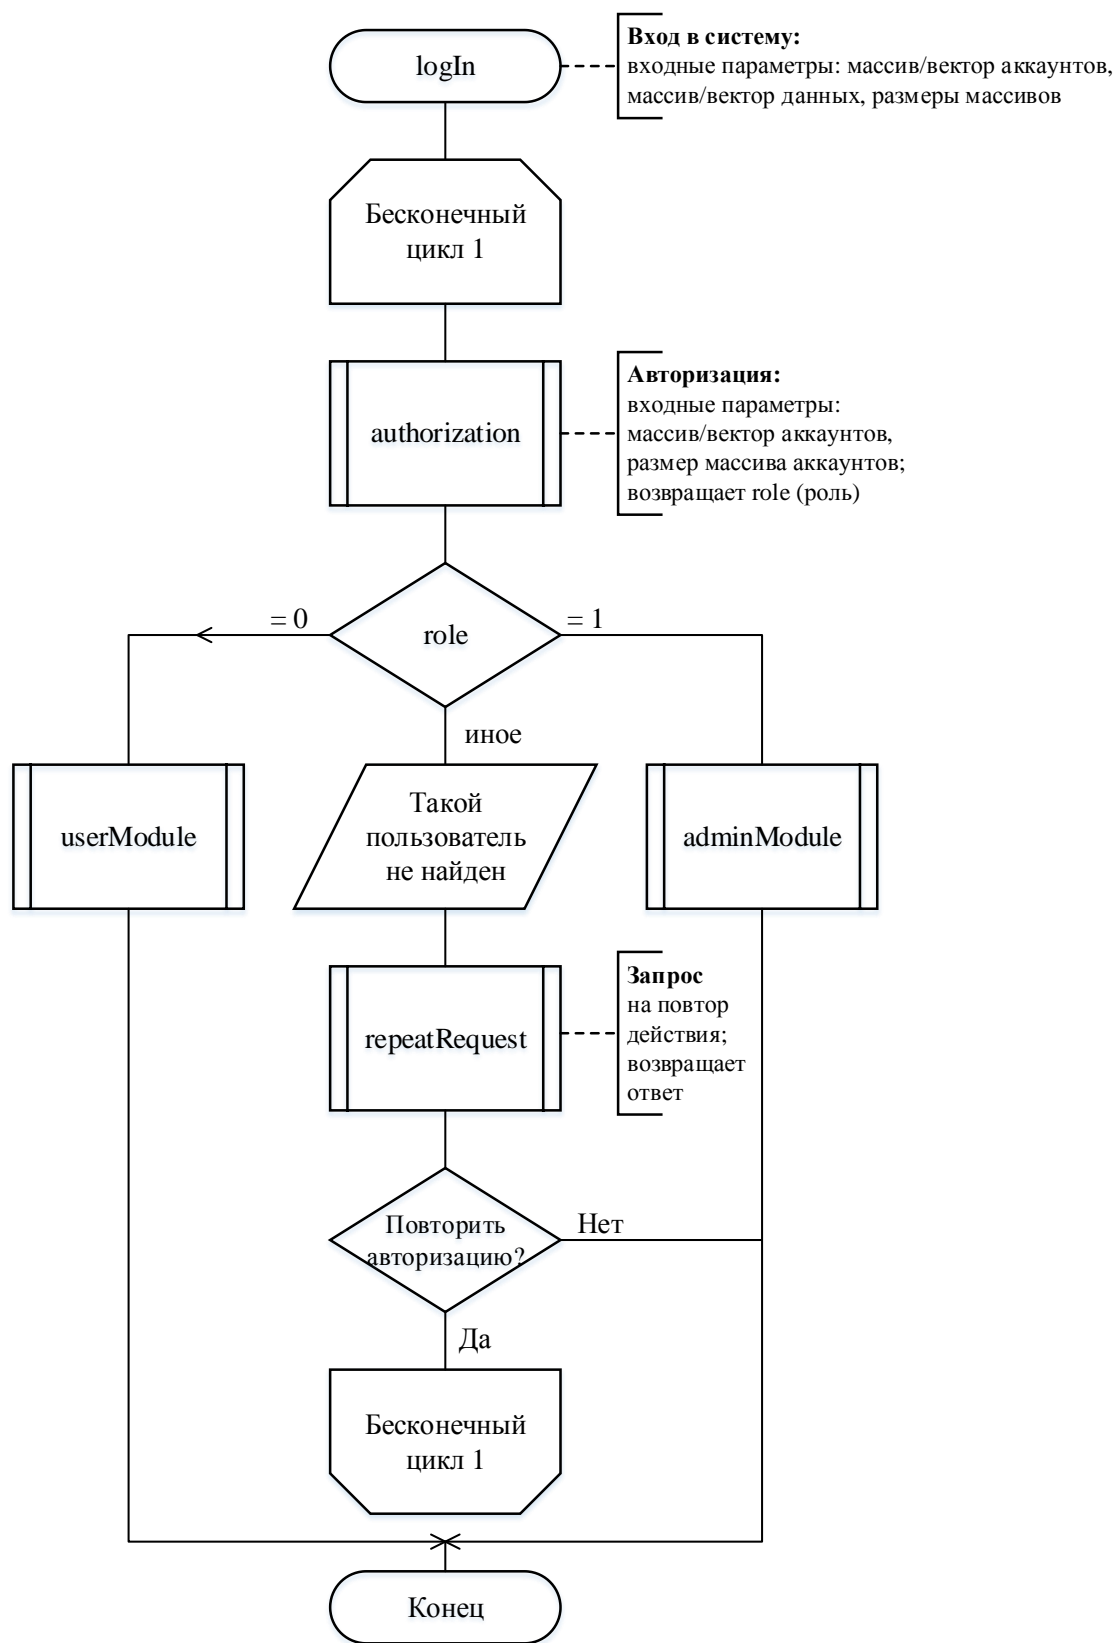 logIn
Вход в систему:
входные параметры: массив/вектор аккаунтов,
массив/вектор данных, размеры массивов
Бесконечный
цикл 1
authorization
Авторизация:
входные параметры:
массив/вектор аккаунтов,
размер массива аккаунтов;
возвращает role (роль)
= 0
role
= 1
иное
userModule
Такой
пользователь
не найден
adminModule
repeatRequest
Запрос
на повтор
действия;
возвращает
ответ
Повторить
авторизацию?
Нет
Да
Бесконечный
цикл 1
Конец